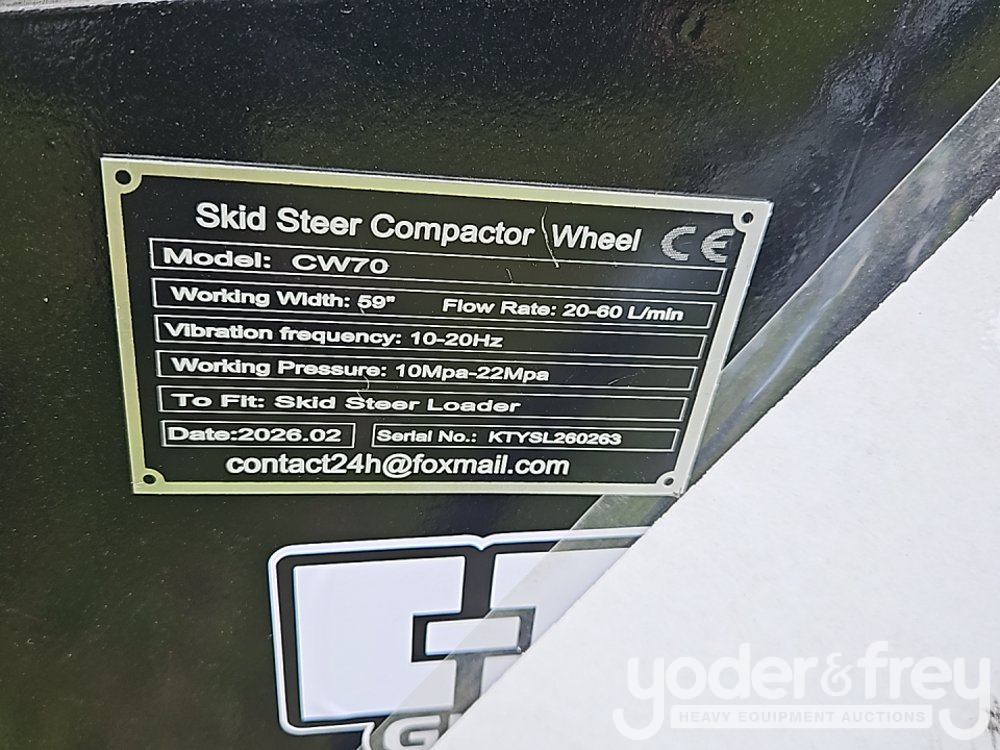 Skid Steer Compactor Wheel CE
Model: CW70
Working Width: 59" Flow Rate: 20-60 L/min
Vibration frequency: 10-20Hz
Working Pressure: 10Mpa-22Mpa
To Fit: Skid Steer Loader
Date:2026.02 Serial No.: KTYSL260263
contact24h@foxmail.com
yoder&frey
HEAVY EQUIPMENT AUCTIONS